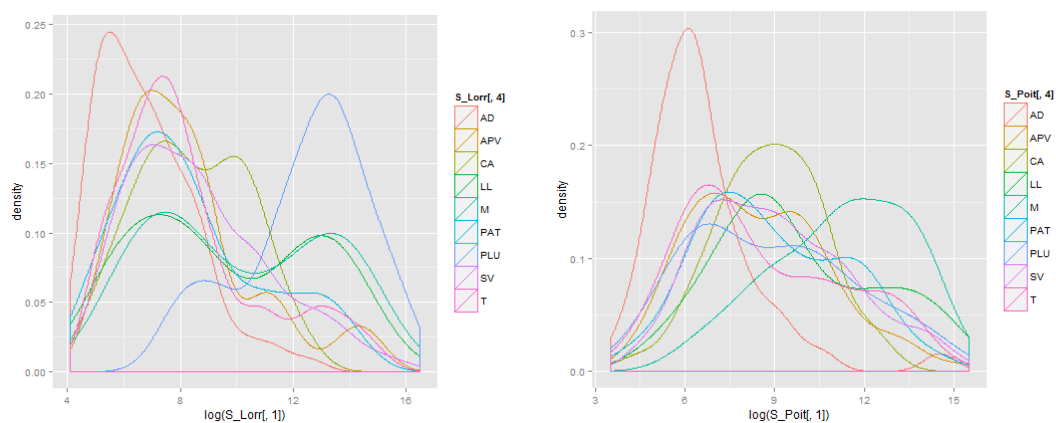 0.25
0.20
0.15
0.10
0.05
0.00
density
4
8
12
16
log(S_Lorr[, 1])
S_Lorr[, 4]
AD
APV
CA
LL
M
PAT
PLU
SV
T
0.3
0.2
0.1
0.0
density
3
6
9
12
15
log(S_Poit[, 1])
S_Poit[, 4]
AD
APV
CA
LL
M
PAT
PLU
SV
T